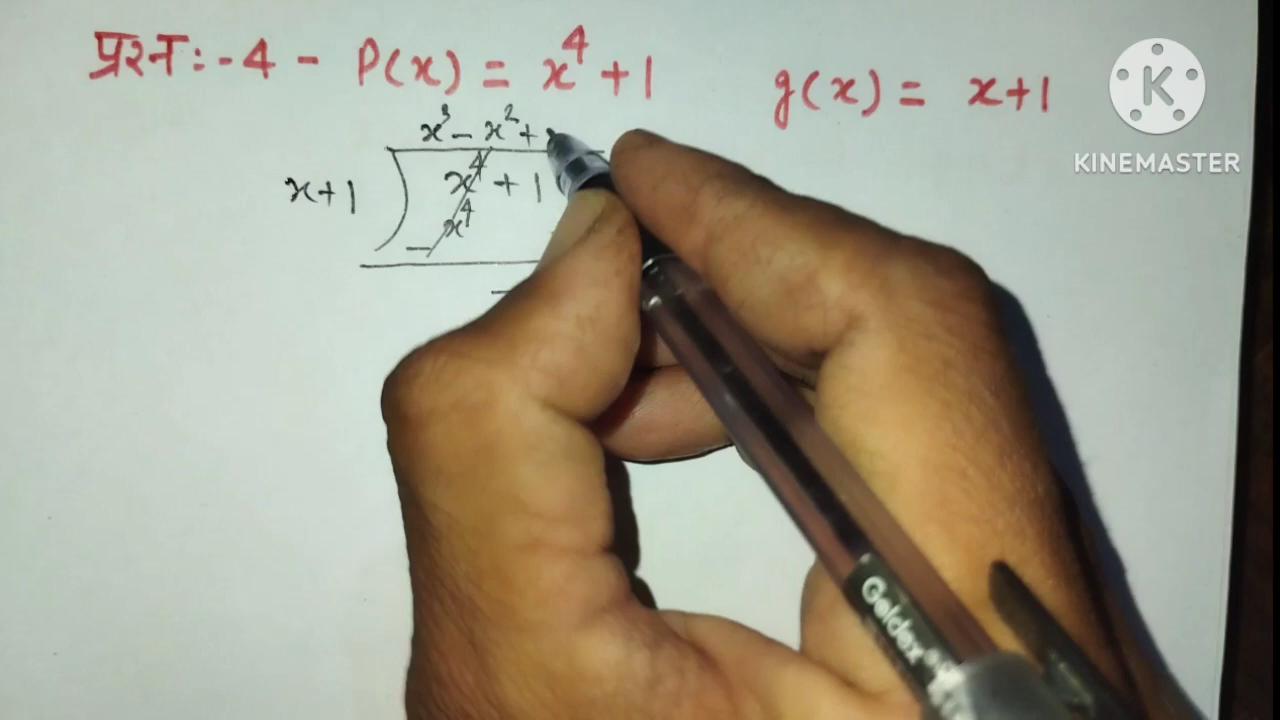 प्रश्नः-4 - P(x) = x⁴+1 g(x) = x+1
K
KINEMASTER
x³ - x² +
x+1 ) x⁴ + 1
- x⁴
-
Goldex